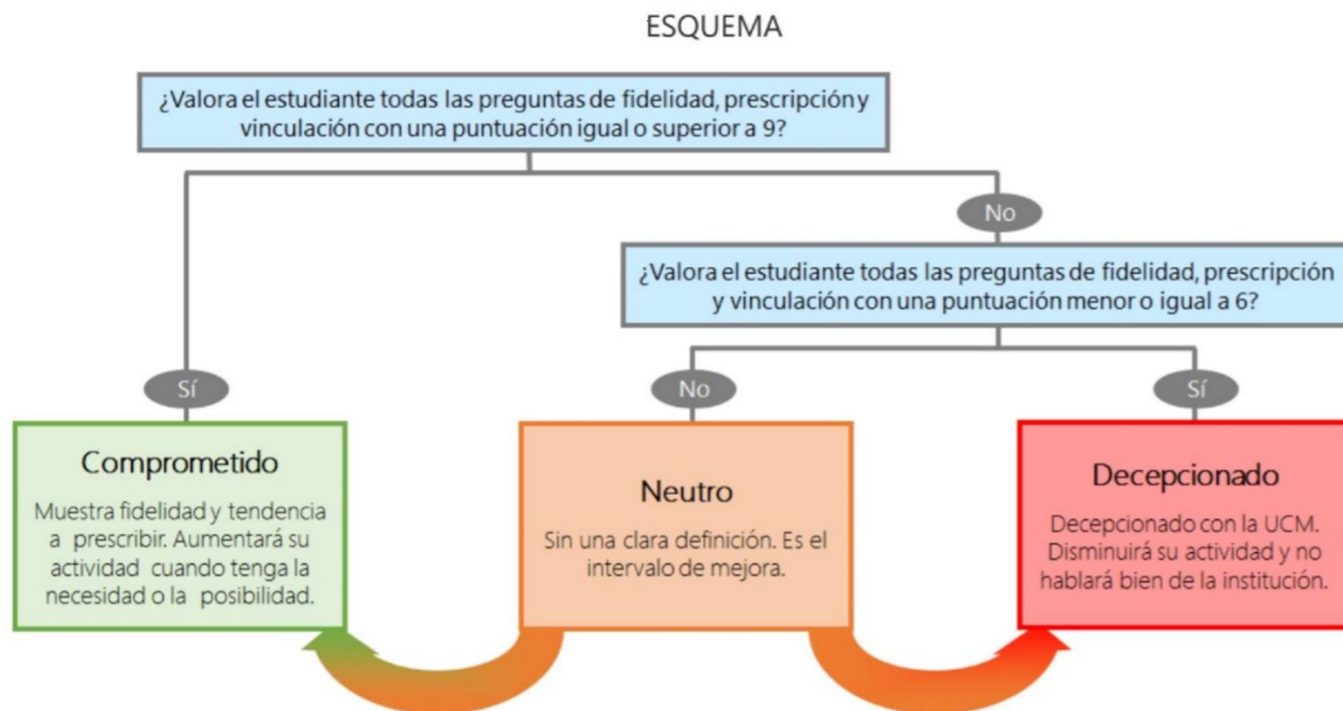 ESQUEMA
¿Valora el estudiante todas las preguntas de fidelidad, prescripción y
vinculación con una puntuación igual o superior a 9?
No
¿Valora el estudiante todas las preguntas de fidelidad, prescripción
y vinculación con una puntuación menor o igual a 6?
Sí
No
Sí
Comprometido
Muestra fidelidad y tendencia
a prescribir. Aumentará su
actividad cuando tenga la
necesidad o la posibilidad.
Neutro
Sin una clara definición. Es el
intervalo de mejora.
Decepcionado
Decepcionado con la UCM.
Disminuirá su actividad y no
hablará bien de la institución.